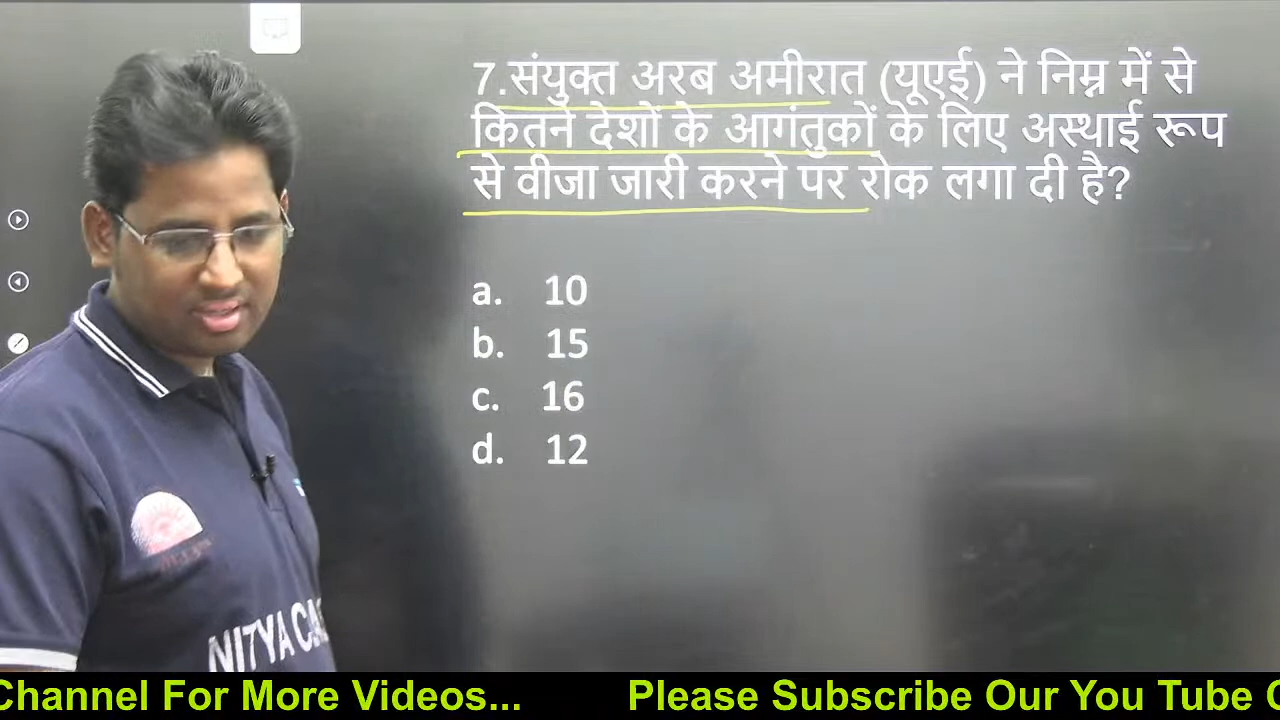 7.संयुक्त अरब अमीरात (यूएई) ने निम्न में से
कितने देशों के आगंतुकों के लिए अस्थाई रूप
से वीजा जारी करने पर रोक लगा दी है?
a. 10
b. 15
c. 16
d. 12
NITYA
Channel For More Videos... Please Subscribe Our You Tube